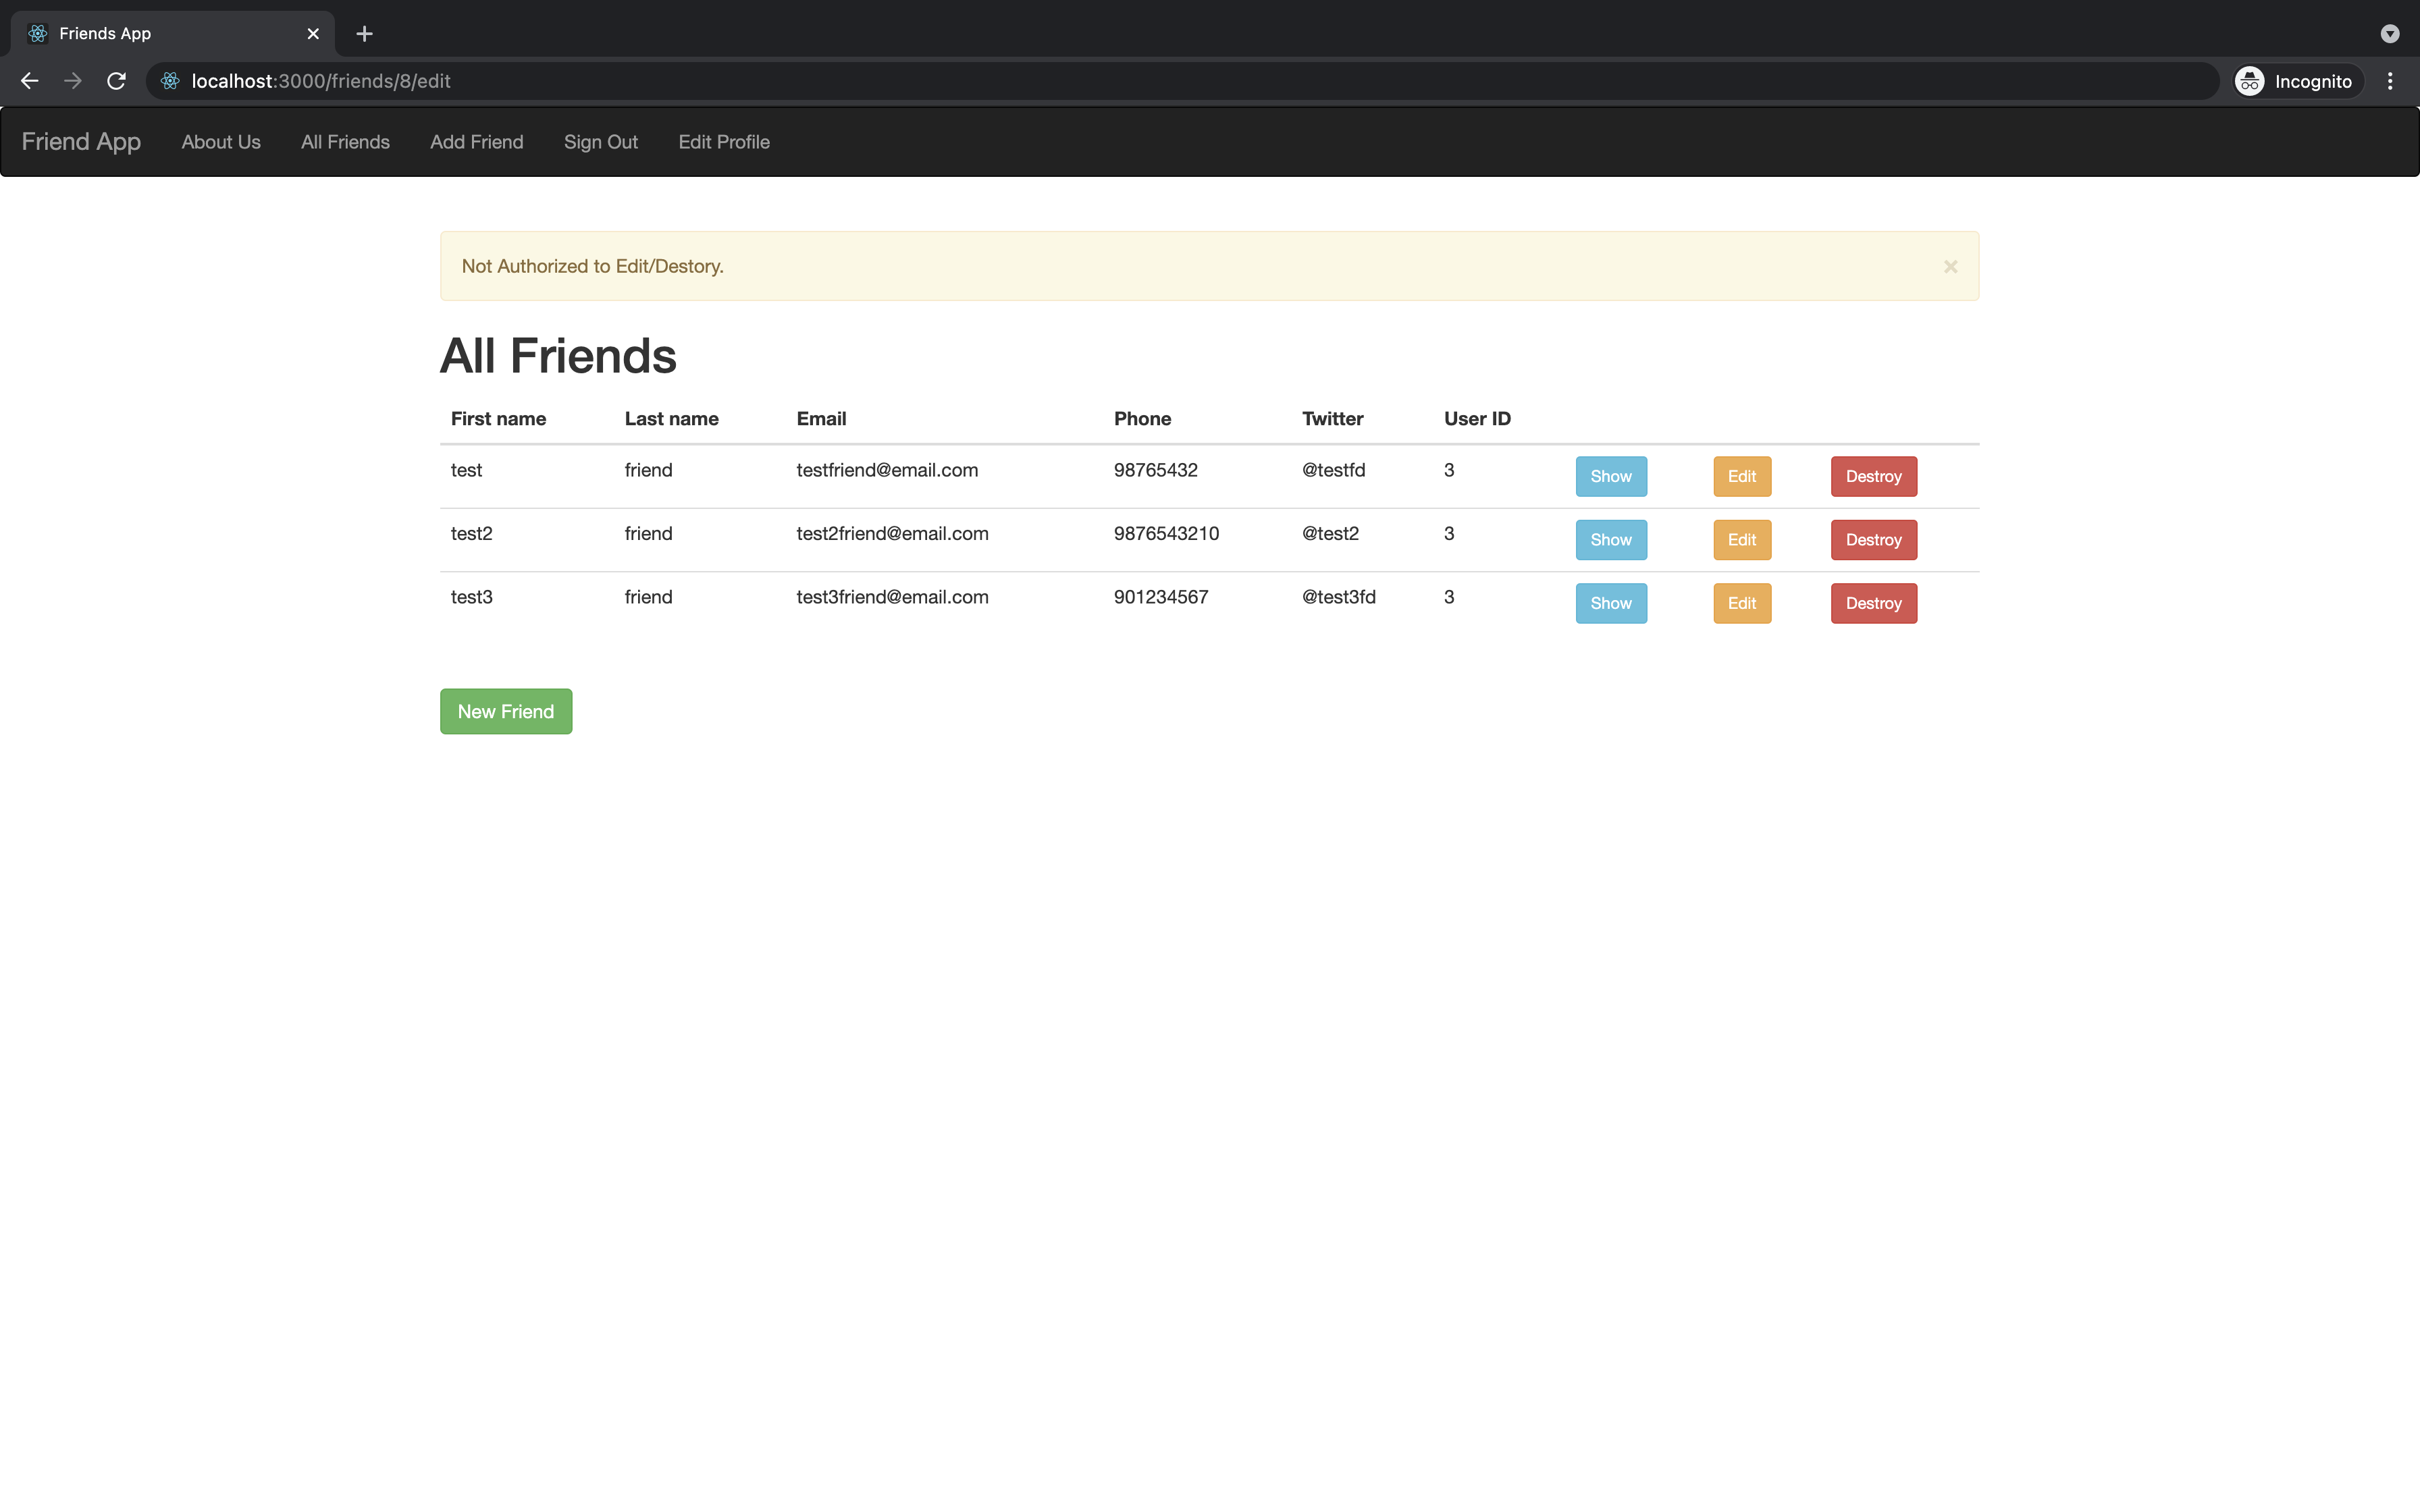 Friends App
localhost:3000/friends/8/edit
Incognito
Friend App About Us All Friends Add Friend Sign Out Edit Profile
Not Authorized to Edit/Destory. ×
All Friends
First name Last name Email Phone Twitter User ID
test friend testfriend@email.com 98765432 @testfd 3 Show Edit Destroy
test2 friend test2friend@email.com 9876543210 @test2 3 Show Edit Destroy
test3 friend test3friend@email.com 901234567 @test3fd 3 Show Edit Destroy
New Friend